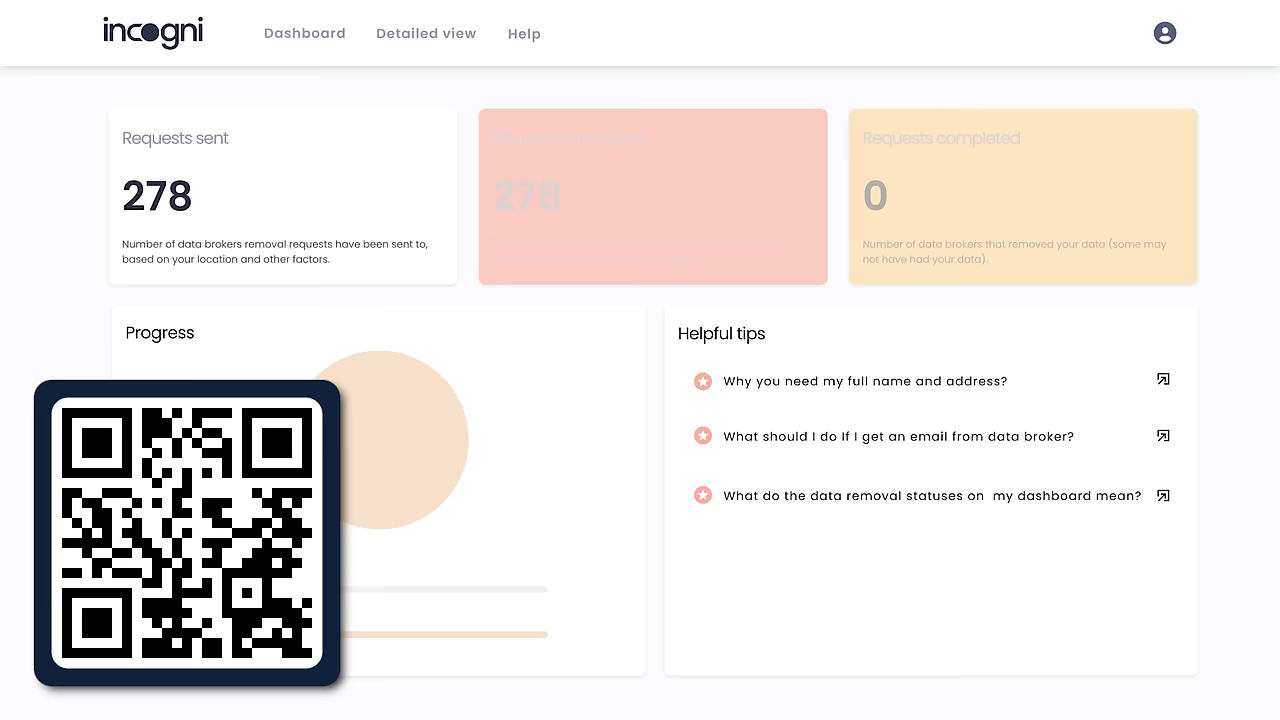 incogni
Dashboard
Detailed view
Help
Requests sent
278
Number of data brokers removal requests have been sent to,
based on your location and other factors.
278
Requests completed
0
Number of data brokers that removed your data (some may
not have had your data).
Progress
Helpful tips
Why you need my full name and address?
What should I do If I get an email from data broker?
What do the data removal statuses on my dashboard mean?